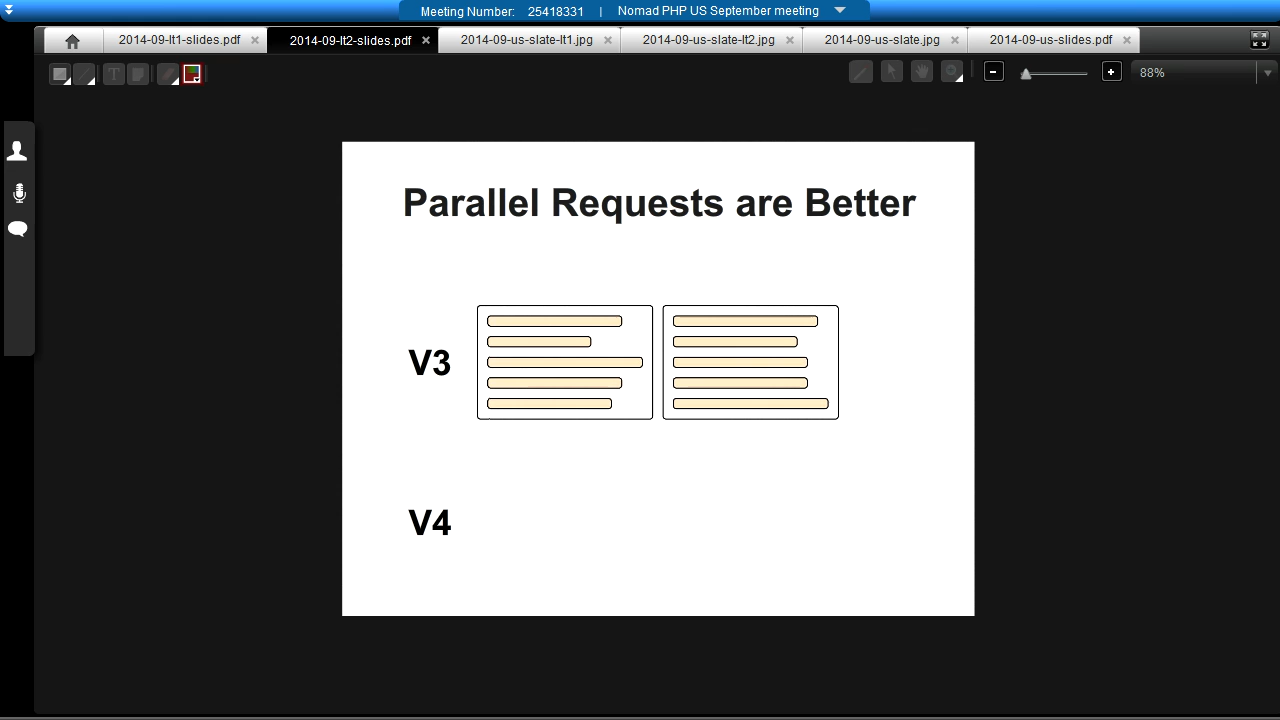 Meeting Number: 25418331 | Nomad PHP US September meeting
2014-09-lt1-slides.pdf 2014-09-lt2-slides.pdf 2014-09-us-slate-lt1.jpg 2014-09-us-slate-lt2.jpg 2014-09-us-slate.jpg 2014-09-us-slides.pdf
T 88%
Parallel Requests are Better
V3
V4